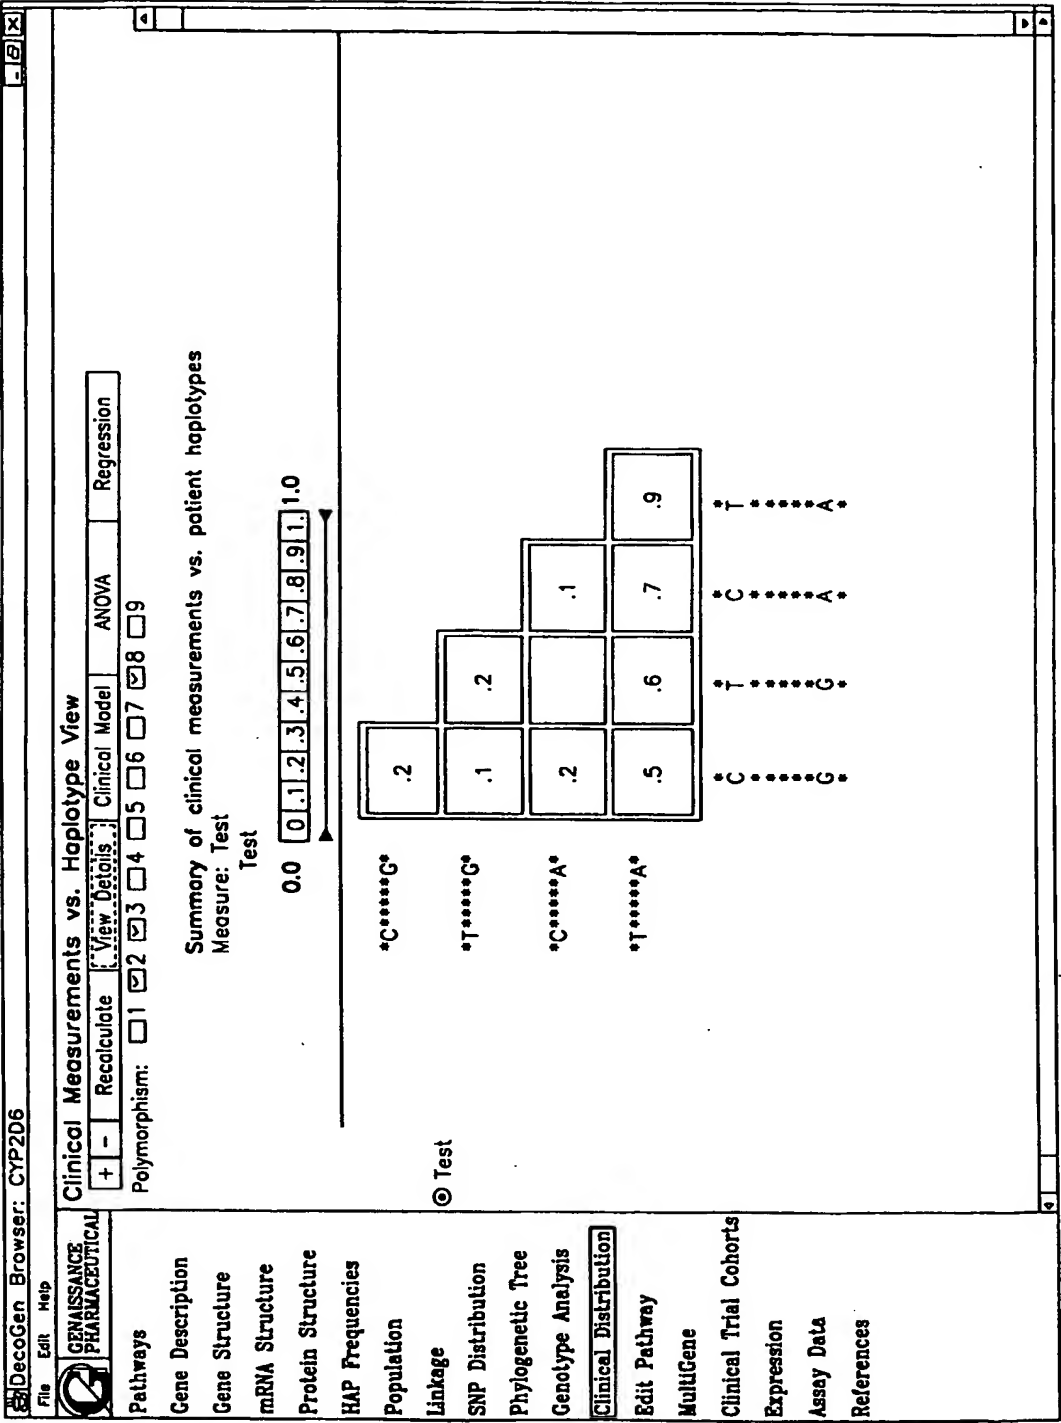 DecoGen Browser: CYP2D6
File Edit Help
GENAISSANCE
PHARMACEUTICAL
Pathways
Gene Description
Gene Structure
mRNA Structure
Protein Structure
HAP Frequencies
Population
Linkage
SNP Distribution
Phylogenetic Tree
Genotype Analysis
Clinical Distribution
Edit Pathway
MultiGene
Clinical Trial Cohorts
Expression
Assay Data
References
Clinical Measurements vs. Haplotype View
+ - Recalculate View Details Clinical Model ANOVA Regression
Polymorphism: 1 2 3 4 5 6 7 8 9
Summary of clinical measurements vs. patient haplotypes
Measure: Test
Test
0.0 0 .1 .2 .3 .4 .5 .6 .7 .8 .9 1. 1.0
Test
*C*****G* .2
*T*****G* .1 .2
*C*****A* .2 .1
*T*****A* .5 .6 .7 .9
*C*****G* *T*****G* *C*****A* *T*****A*